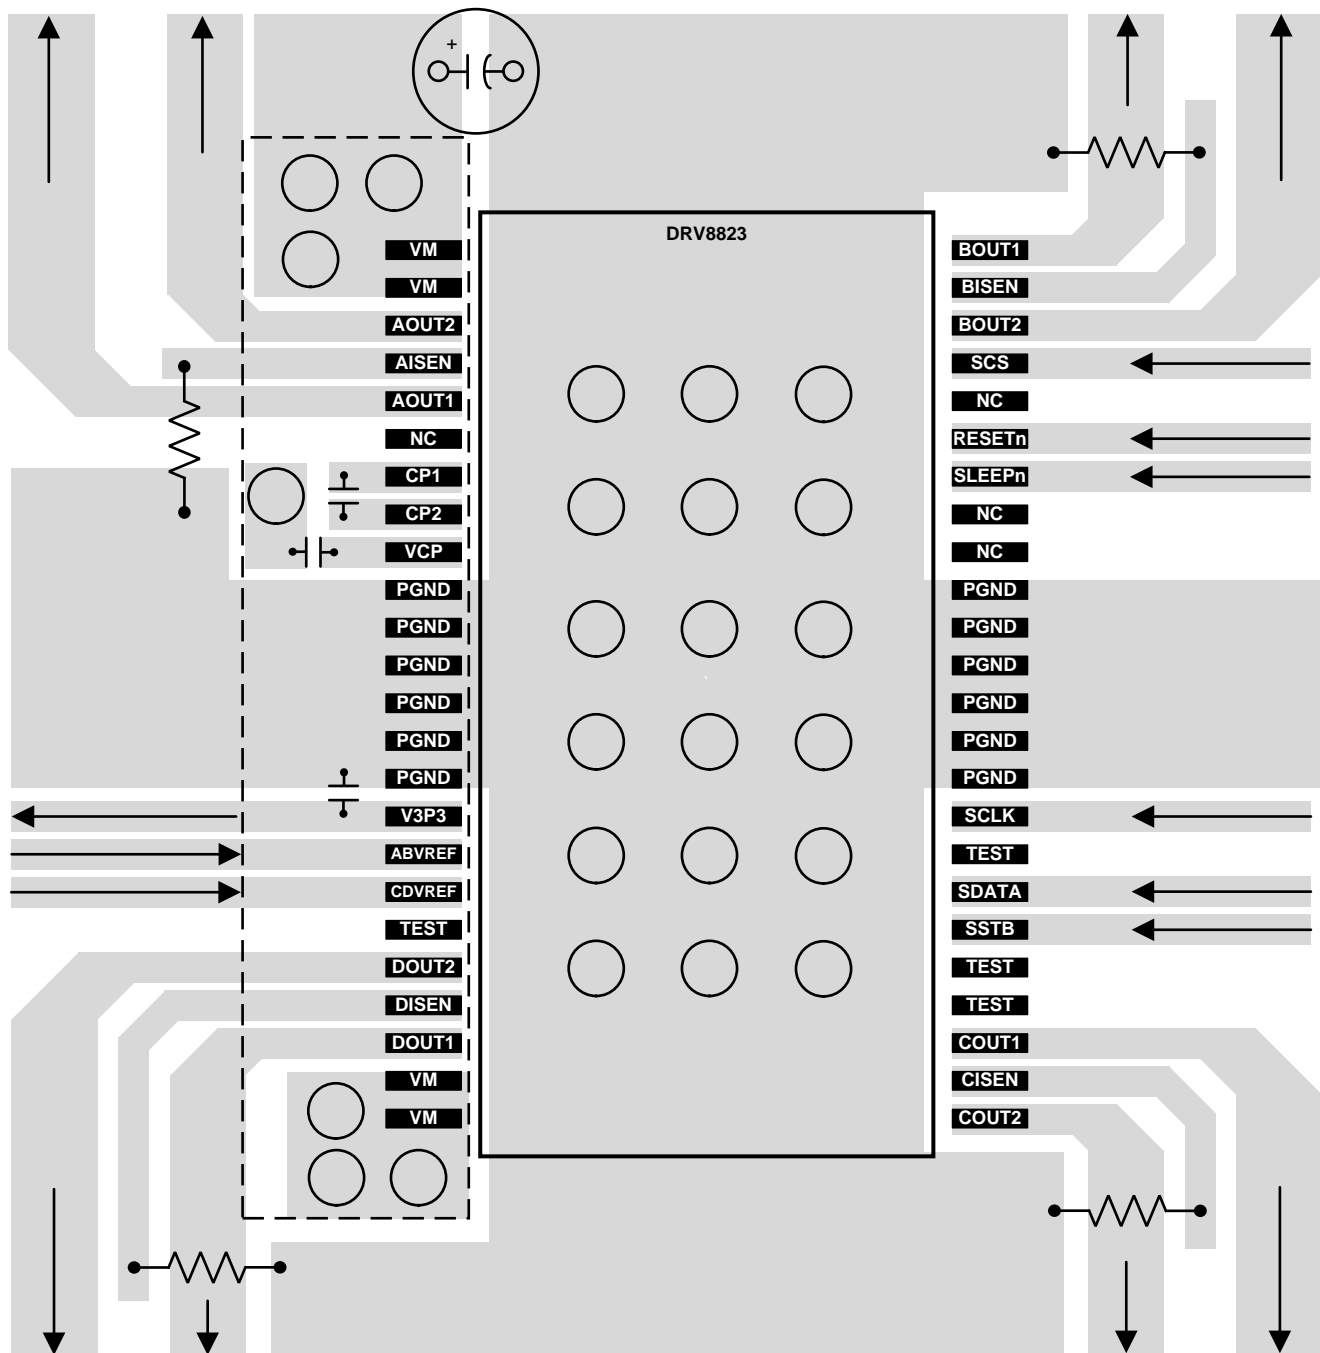 +
DRV8823
VM
VM
AOUT2
AISEN
AOUT1
NC
CP1
CP2
VCP
PGND
PGND
PGND
PGND
PGND
PGND
V3P3
ABVREF
CDVREF
TEST
DOUT2
DISEN
DOUT1
VM
VM
BOUT1
BISEN
BOUT2
SCS
NC
RESETn
SLEEPn
NC
NC
PGND
PGND
PGND
PGND
PGND
PGND
SCLK
TEST
SDATA
SSTB
TEST
TEST
COUT1
CISEN
COUT2